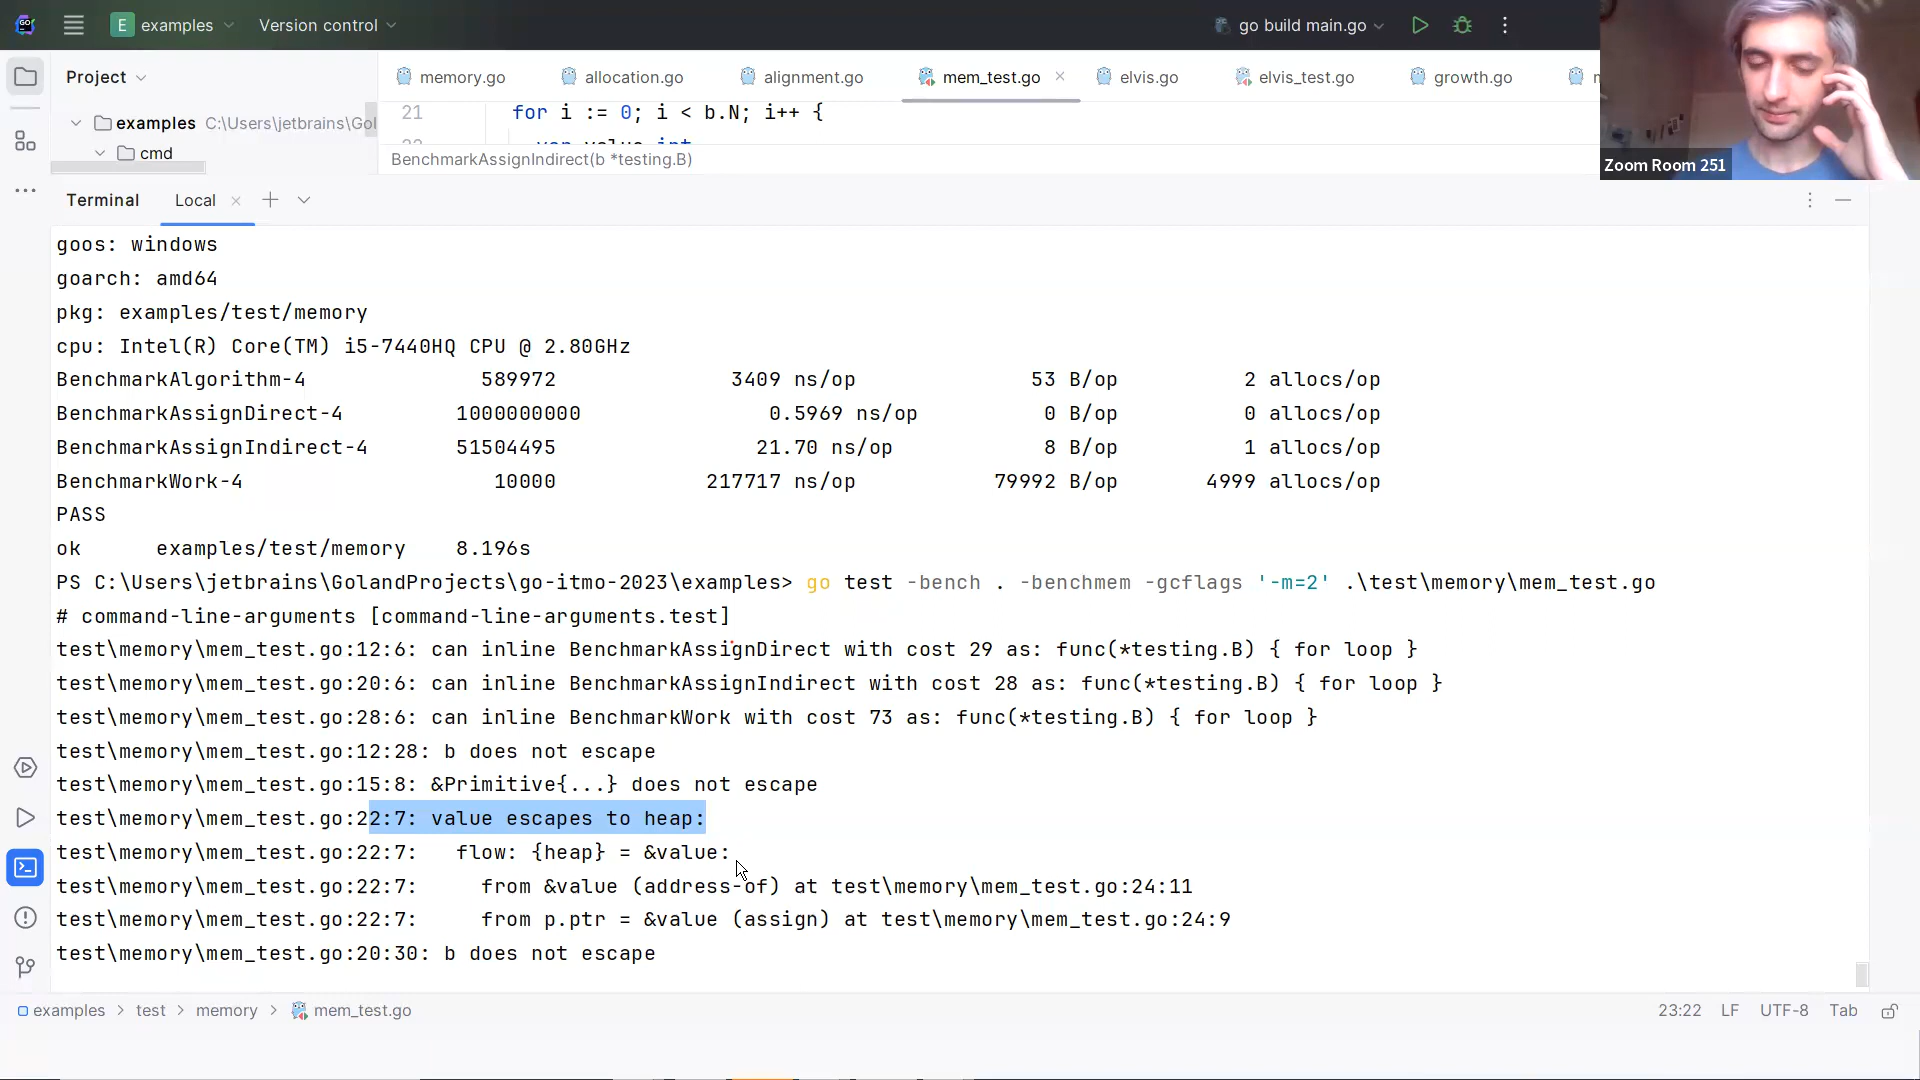 GO
E examples
Version control
go build main.go
Project
memory.go
allocation.go
alignment.go
mem_test.go
elvis.go
elvis_test.go
growth.go
examples C:\Users\jetbrains\Gol
cmd
21 for i := 0; i < b.N; i++ {
BenchmarkAssignIndirect(b *testing.B)
Zoom Room 251
Terminal
Local
goos: windows
goarch: amd64
pkg: examples/test/memory
cpu: Intel(R) Core(TM) i5-7440HQ CPU @ 2.80GHz
BenchmarkAlgorithm-4 589972 3409 ns/op 53 B/op 2 allocs/op
BenchmarkAssignDirect-4 1000000000 0.5969 ns/op 0 B/op 0 allocs/op
BenchmarkAssignIndirect-4 51504495 21.70 ns/op 8 B/op 1 allocs/op
BenchmarkWork-4 10000 217717 ns/op 79992 B/op 4999 allocs/op
PASS
ok examples/test/memory 8.196s
PS C:\Users\jetbrains\GolandProjects\go-itmo-2023\examples> go test -bench . -benchmem -gcflags '-m=2' .\test\memory\mem_test.go
# command-line-arguments [command-line-arguments.test]
test\memory\mem_test.go:12:6: can inline BenchmarkAssignDirect with cost 29 as: func(*testing.B) { for loop }
test\memory\mem_test.go:20:6: can inline BenchmarkAssignIndirect with cost 28 as: func(*testing.B) { for loop }
test\memory\mem_test.go:28:6: can inline BenchmarkWork with cost 73 as: func(*testing.B) { for loop }
test\memory\mem_test.go:12:28: b does not escape
test\memory\mem_test.go:15:8: &Primitive{...} does not escape
test\memory\mem_test.go:22:7: value escapes to heap:
test\memory\mem_test.go:22:7: flow: {heap} = &value:
test\memory\mem_test.go:22:7: from &value (address-of) at test\memory\mem_test.go:24:11
test\memory\mem_test.go:22:7: from p.ptr = &value (assign) at test\memory\mem_test.go:24:9
test\memory\mem_test.go:20:30: b does not escape
examples > test > memory > mem_test.go
23:22
LF
UTF-8
Tab